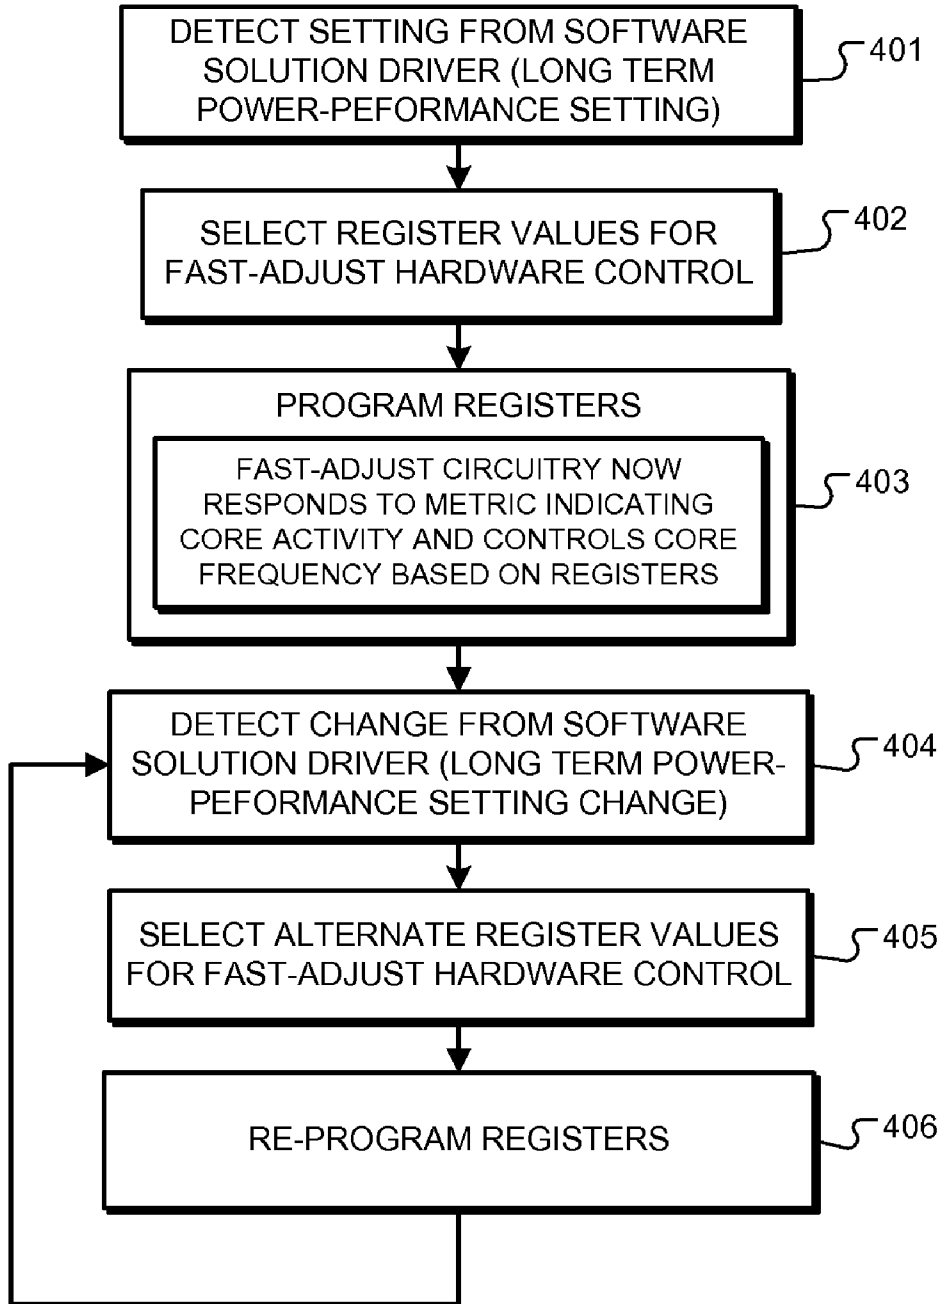 DETECT SETTING FROM SOFTWARE
SOLUTION DRIVER (LONG TERM
POWER-PEFORMANCE SETTING)
401
SELECT REGISTER VALUES FOR
FAST-ADJUST HARDWARE CONTROL
402
PROGRAM REGISTERS
FAST-ADJUST CIRCUITRY NOW
RESPONDS TO METRIC INDICATING
CORE ACTIVITY AND CONTROLS CORE
FREQUENCY BASED ON REGISTERS
403
DETECT CHANGE FROM SOFTWARE
SOLUTION DRIVER (LONG TERM POWER-
PEFORMANCE SETTING CHANGE)
404
SELECT ALTERNATE REGISTER VALUES
FOR FAST-ADJUST HARDWARE CONTROL
405
RE-PROGRAM REGISTERS
406